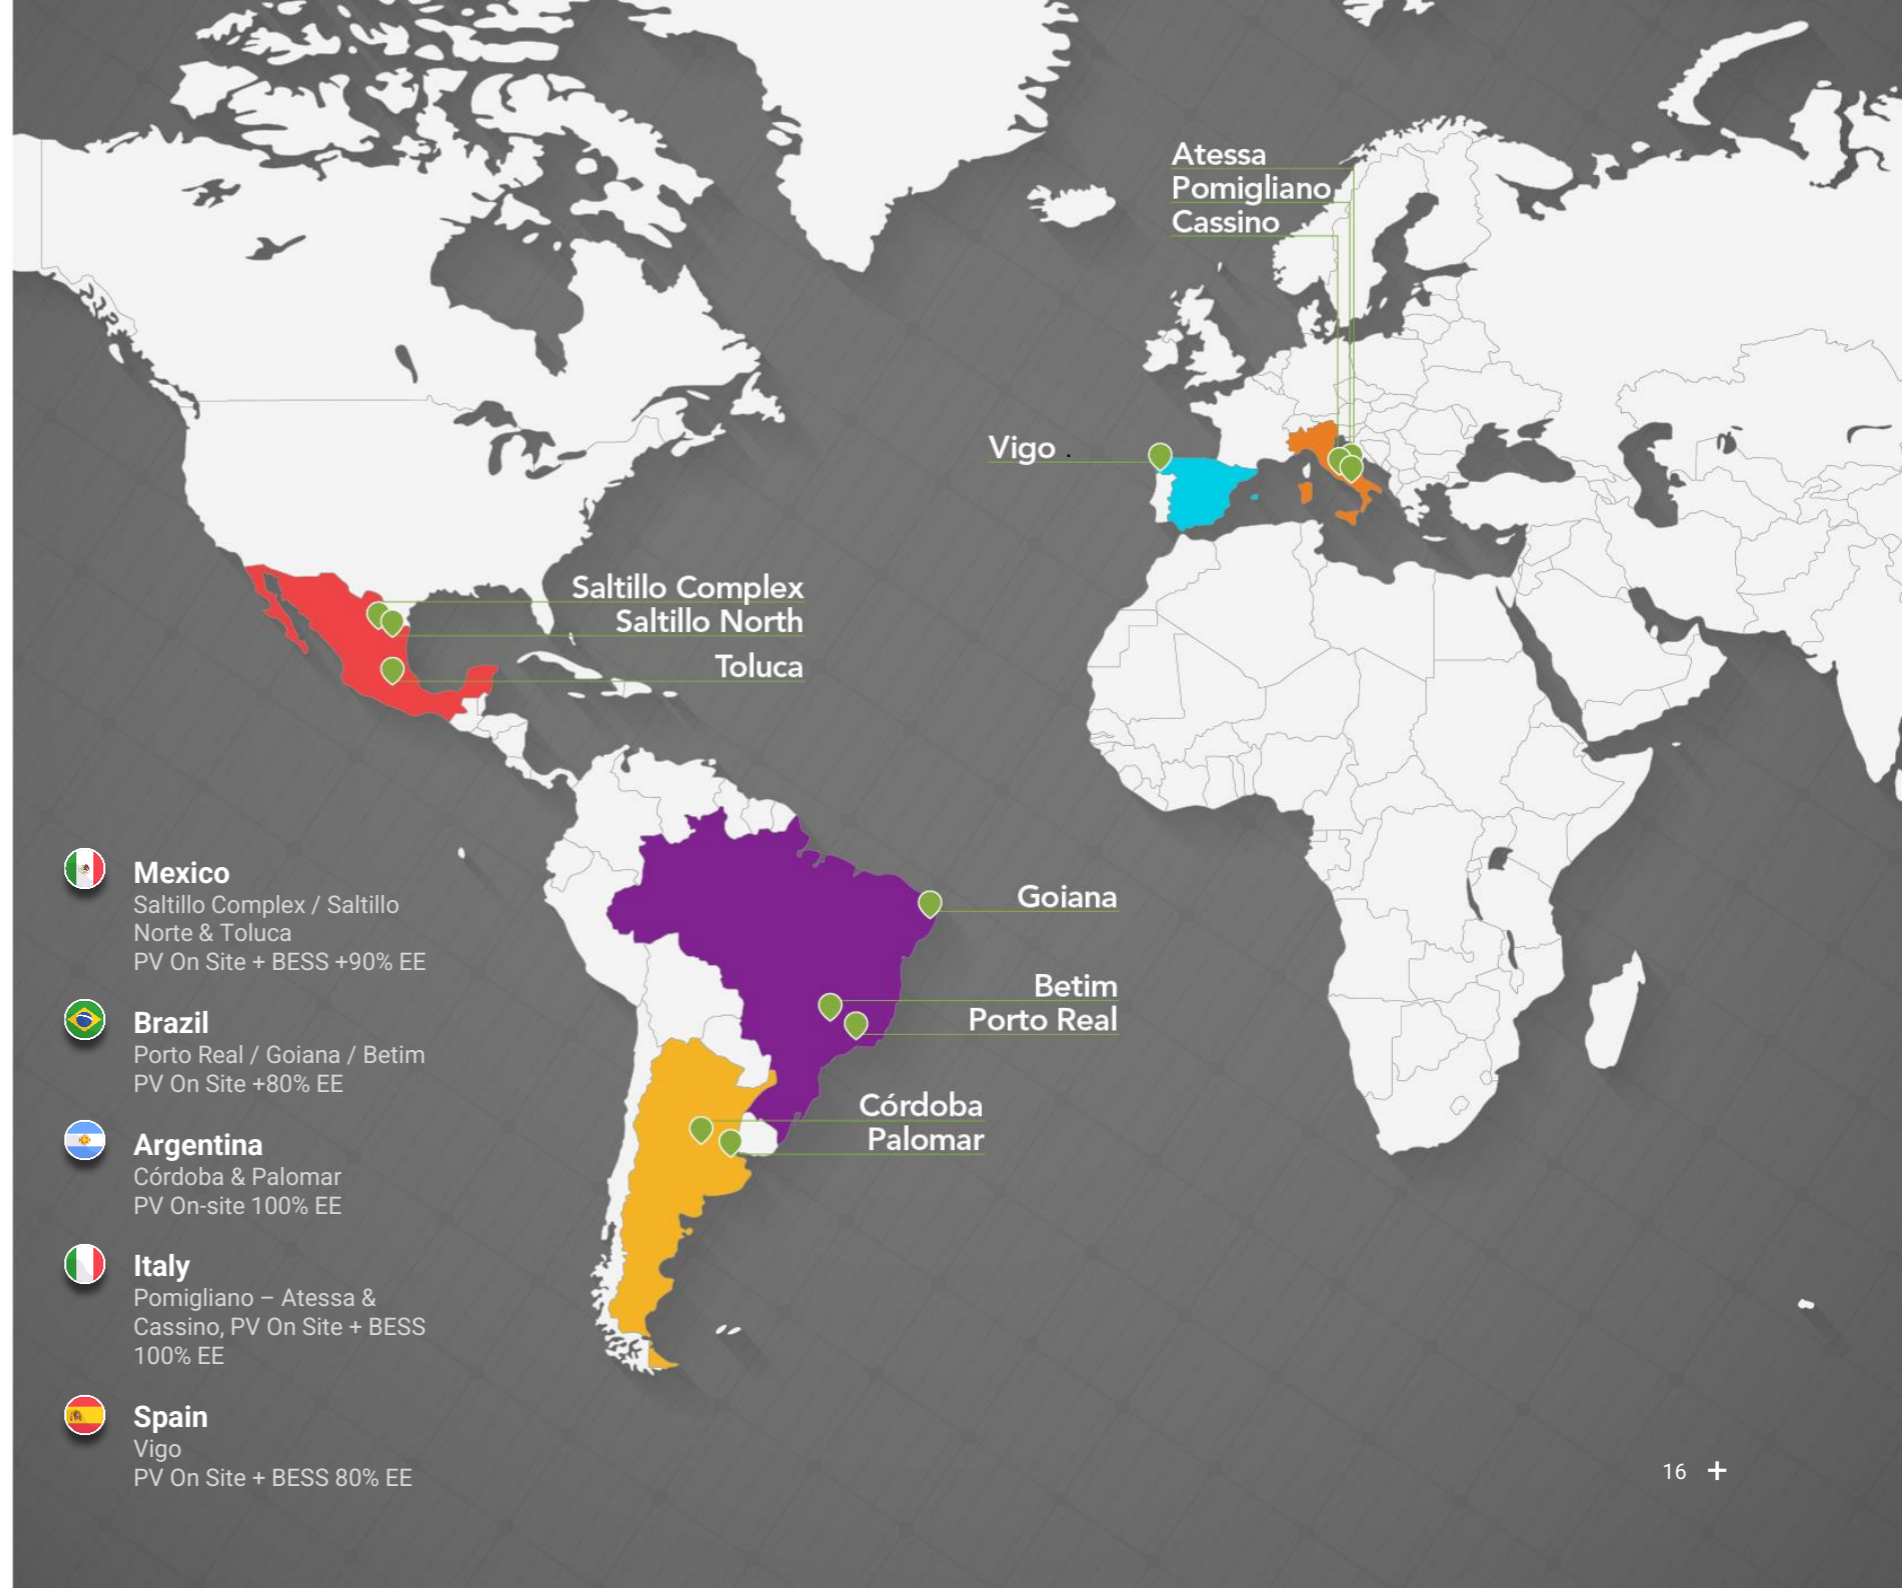 Atessa
Pomigliano
Cassino
Vigo .
Saltillo Complex
Saltillo North
Toluca
Goiana
Betim
Porto Real
Córdoba
Palomar
Mexico
Saltillo Complex / Saltillo
Norte & Toluca
PV On Site + BESS +90% EE
Brazil
Porto Real / Goiana / Betim
PV On Site +80% EE
Argentina
Córdoba & Palomar
PV On-site 100% EE
Italy
Pomigliano – Atessa &
Cassino, PV On Site + BESS
100% EE
Spain
Vigo
PV On Site + BESS 80% EE
16 +